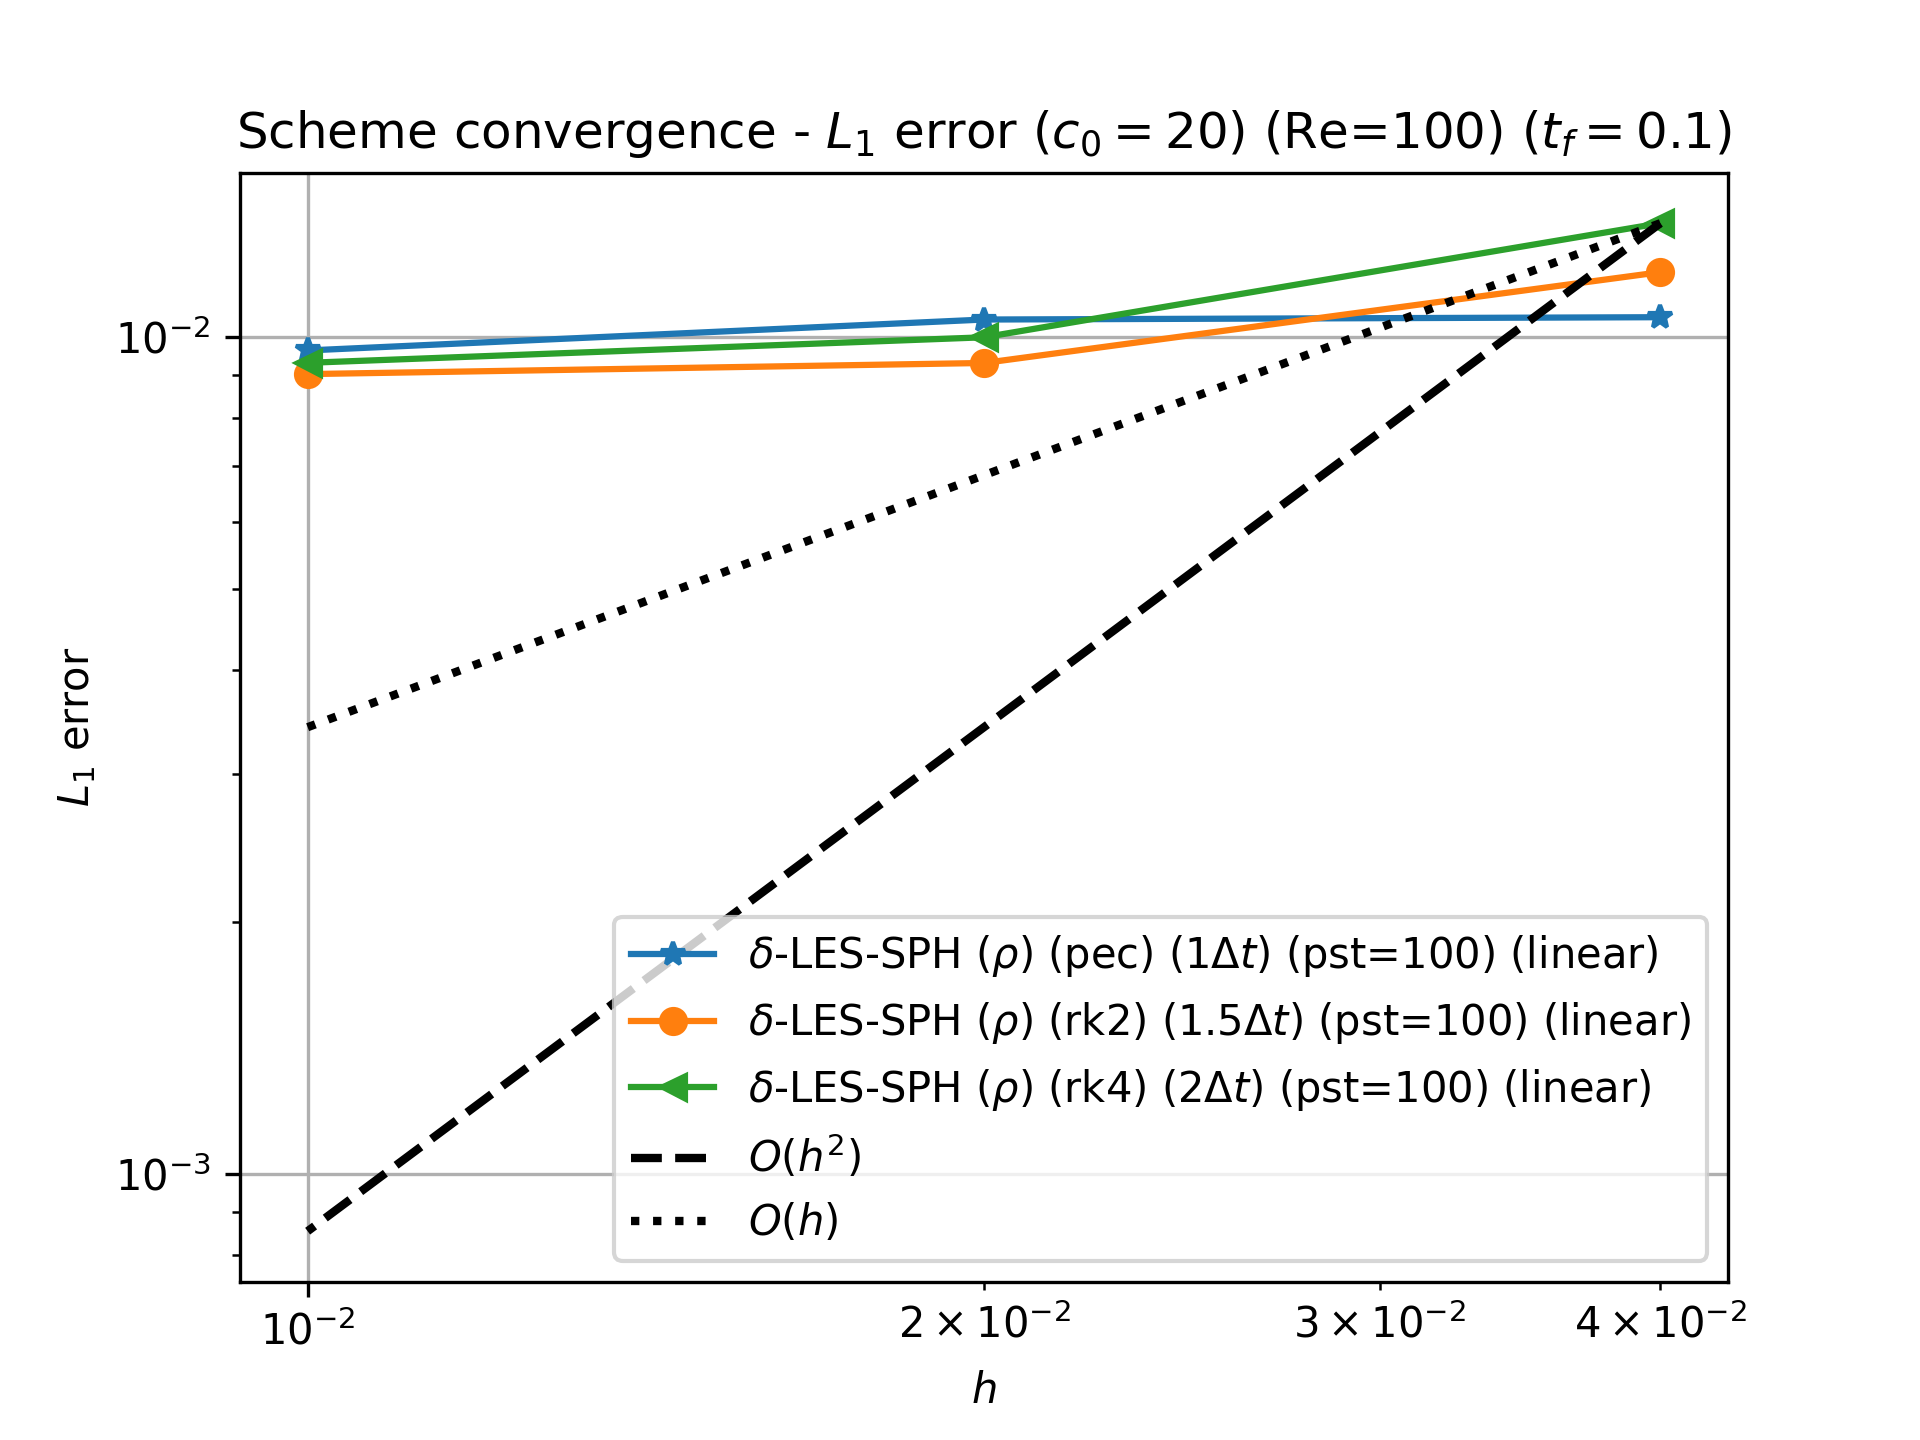 Scheme convergence - L₁ error (c₀ = 20) (Re=100) (t_f = 0.1)
L₁ error
10⁻²
10⁻³
δ-LES-SPH (ρ) (pec) (1Δt) (pst=100) (linear)
δ-LES-SPH (ρ) (rk2) (1.5Δt) (pst=100) (linear)
δ-LES-SPH (ρ) (rk4) (2Δt) (pst=100) (linear)
O(h²)
O(h)
10⁻²
2 × 10⁻²
3 × 10⁻²
4 × 10⁻²
h